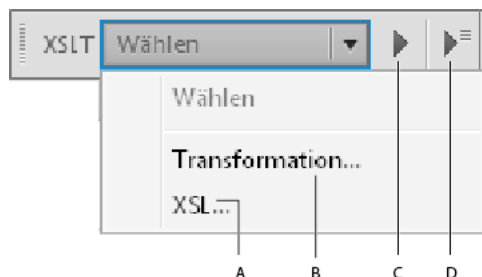 XSLT Wählen
Wählen
Transformation...
XSL...
A B C D